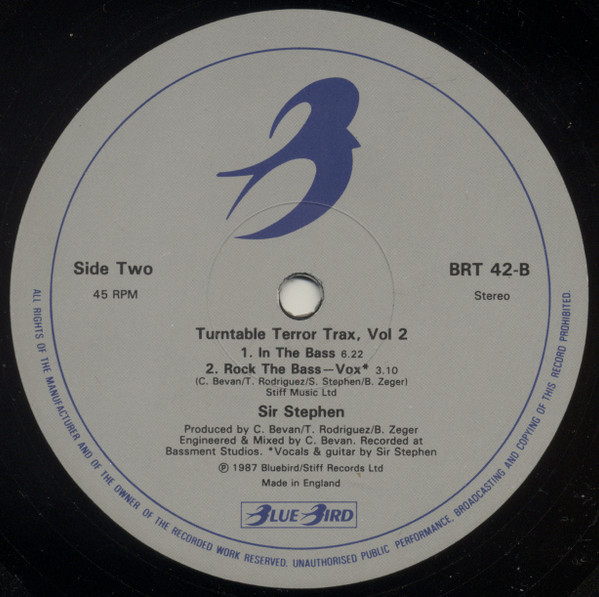 Side Two
45 RPM
BRT 42-B
Stereo
Turntable Terror Trax, Vol 2
1. In The Bass 6.22
2. Rock The Bass—Vox* 3.10
(C. Bevan/T. Rodriguez/S. Stephen/B. Zeger)
Stiff Music Ltd
Sir Stephen
Produced by C. Bevan/T. Rodriguez/B. Zeger
Engineered & Mixed by C. Bevan. Recorded at
Bassment Studios. *Vocals & guitar by Sir Stephen
℗ 1987 Bluebird/Stiff Records Ltd
Made in England
BLUE BIRD
ALL RIGHTS OF THE MANUFACTURER AND OF THE OWNER OF THE RECORDED WORK RESERVED. UNAUTHORISED PUBLIC PERFORMANCE, BROADCASTING AND COPYING OF THIS RECORD PROHIBITED.